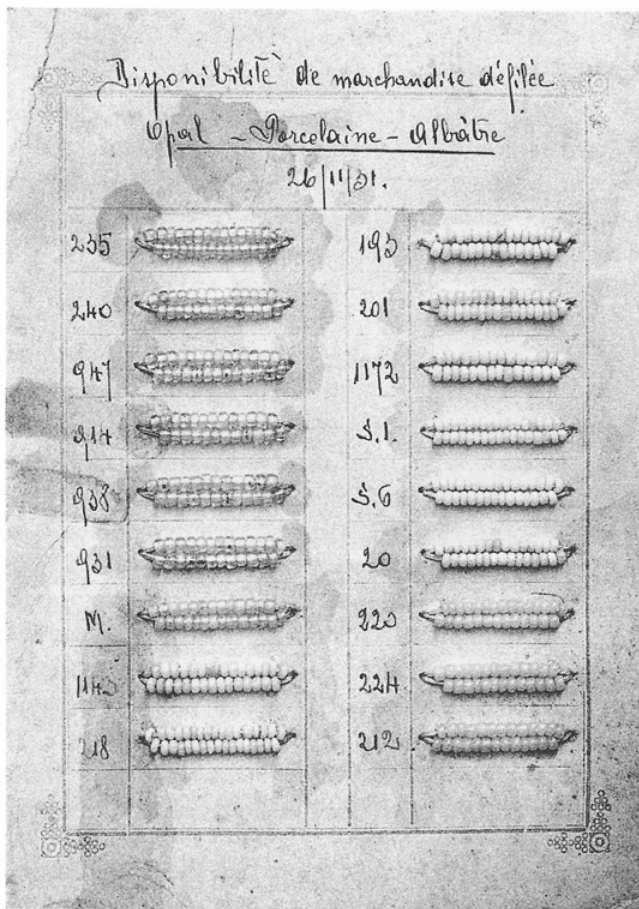 Disponibilité de marchandise défilée
Opal - Porcelaine - Albâtre
26/11/31.
235 193
240 201
947 1172
914 S.1.
938 S.6
931 20
M. 220
1143 224
218 212